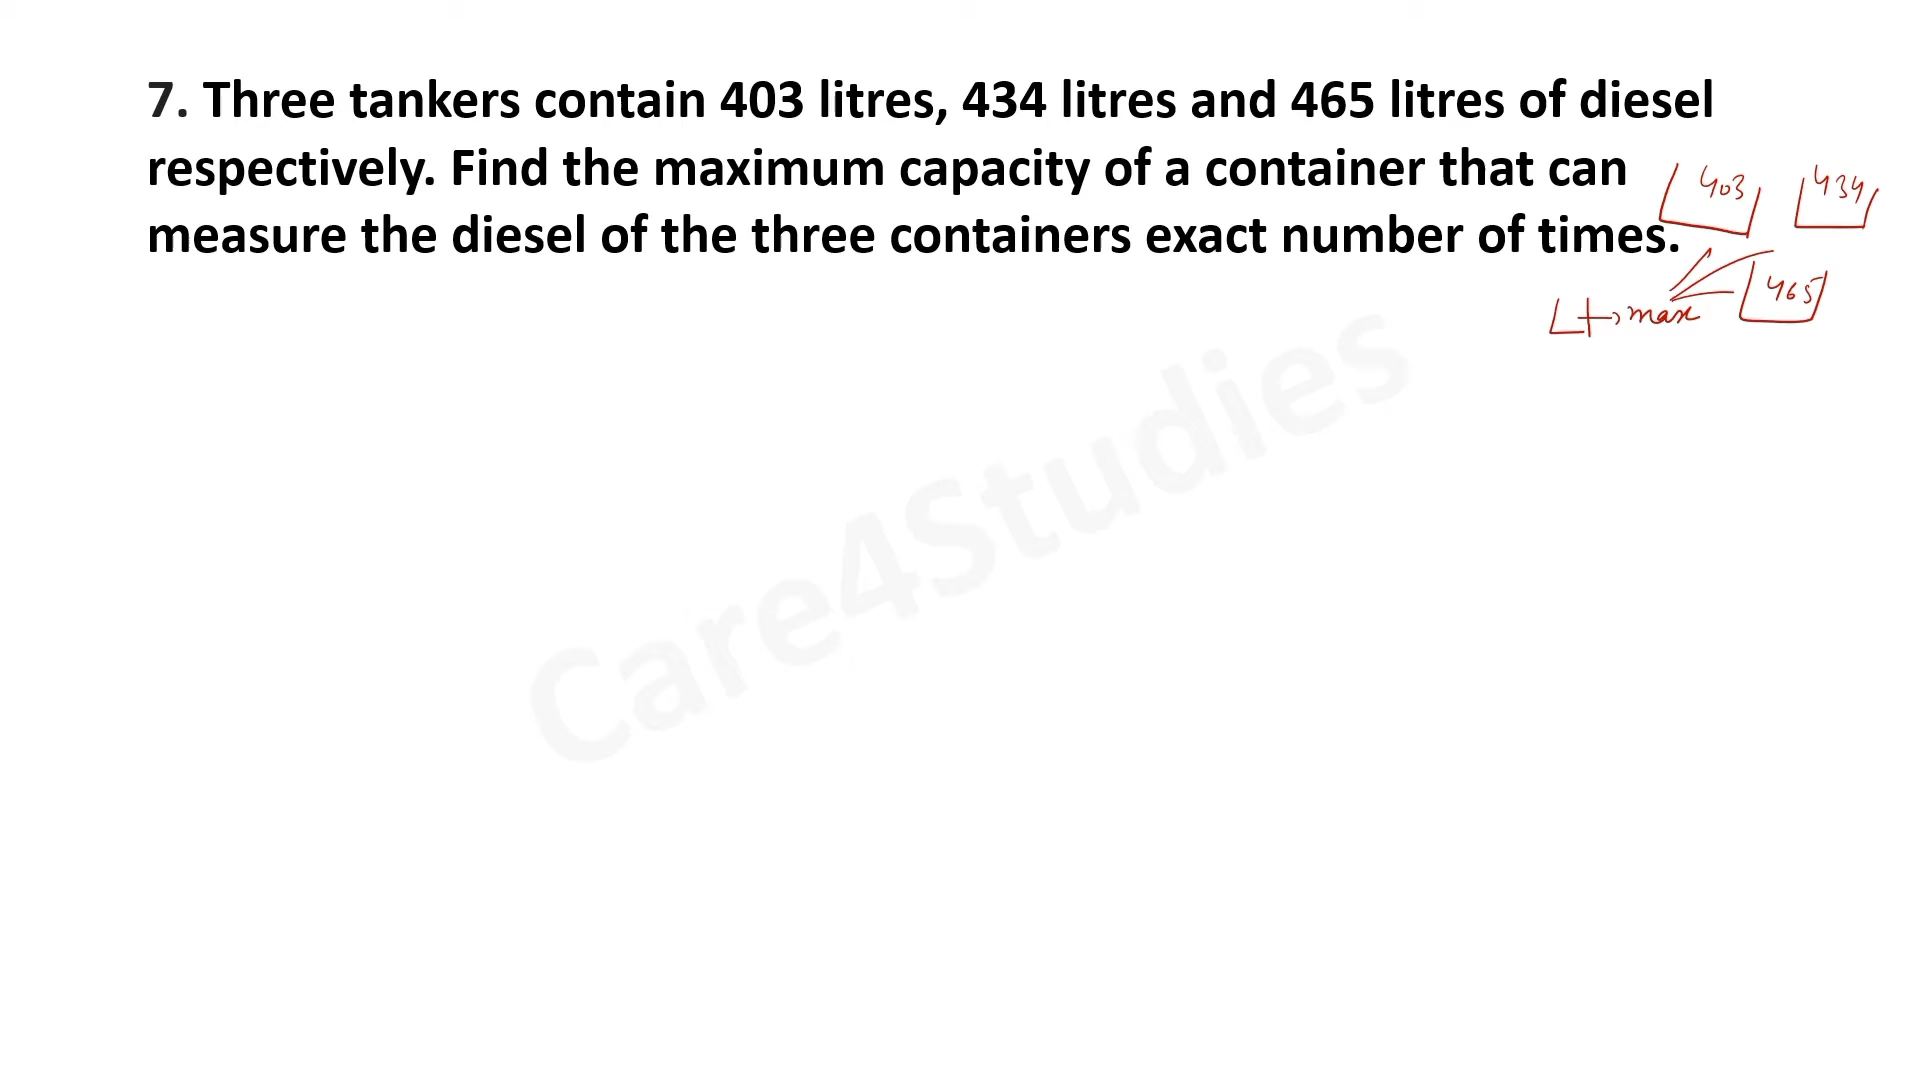 7. Three tankers contain 403 litres, 434 litres and 465 litres of diesel
respectively. Find the maximum capacity of a container that can
measure the diesel of the three containers exact number of times.
403
434
465
max
Care4Studies